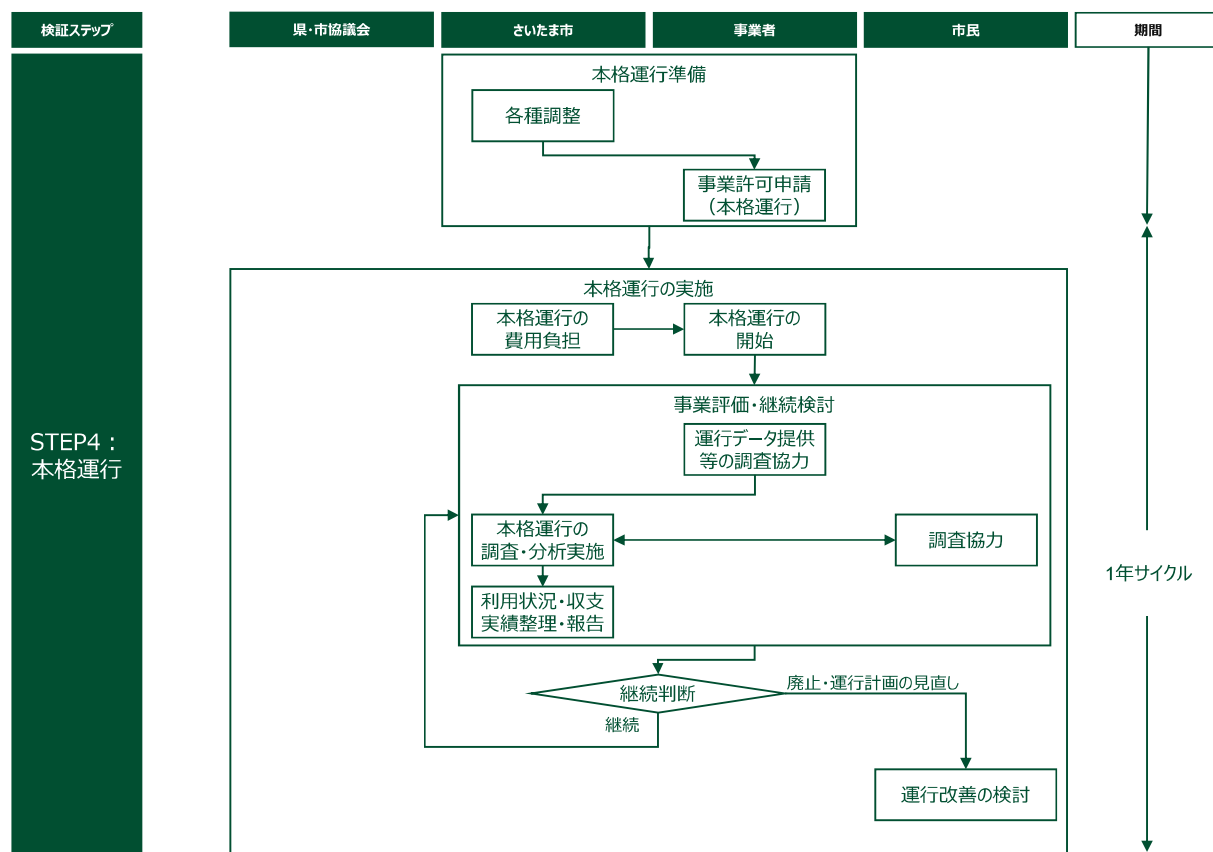 検証ステップ
県・市協議会
さいたま市
事業者
市民
期間
本格運行準備
各種調整
事業許可申請
（本格運行）
本格運行の実施
本格運行の
費用負担
本格運行の
開始
事業評価・継続検討
運行データ提供
等の調査協力
STEP4：
本格運行
本格運行の
調査・分析実施
調査協力
1年サイクル
利用状況・収支
実績整理・報告
継続判断
廃止・運行計画の見直し
継続
運行改善の検討